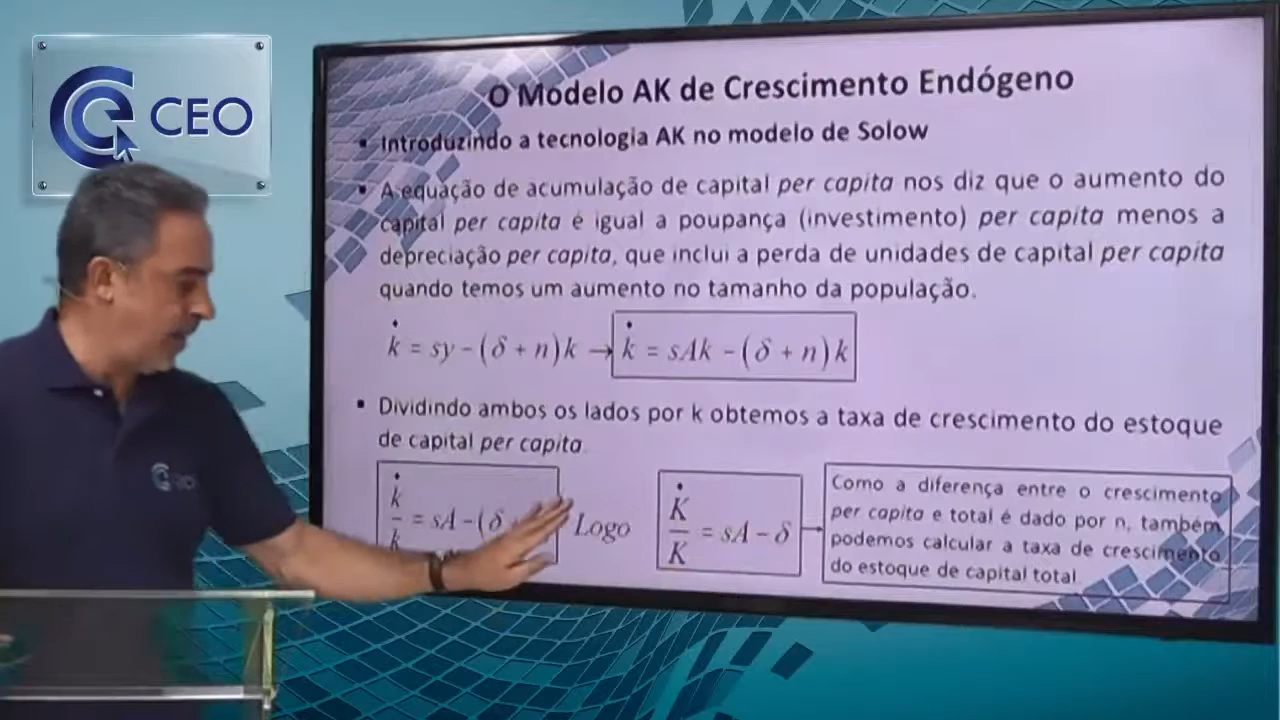 CEO
O Modelo AK de Crescimento Endógeno
▪ Introduzindo a tecnologia AK no modelo de Solow
▪ A equação de acumulação de capital per capita nos diz que o aumento do
capital per capita é igual a poupança (investimento) per capita menos a
depreciação per capita, que inclui a perda de unidades de capital per capita
quando temos um aumento no tamanho da população.
k̇ = sy − (δ + n)k → k̇ = sAk − (δ + n)k
▪ Dividindo ambos os lados por k obtemos a taxa de crescimento do estoque
de capital per capita
k̇/k = sA − (δ Logo K̇/K = sA − δ
Como a diferença entre o crescimento
per capita e total é dado por n, também
podemos calcular a taxa de crescimento
do estoque de capital total